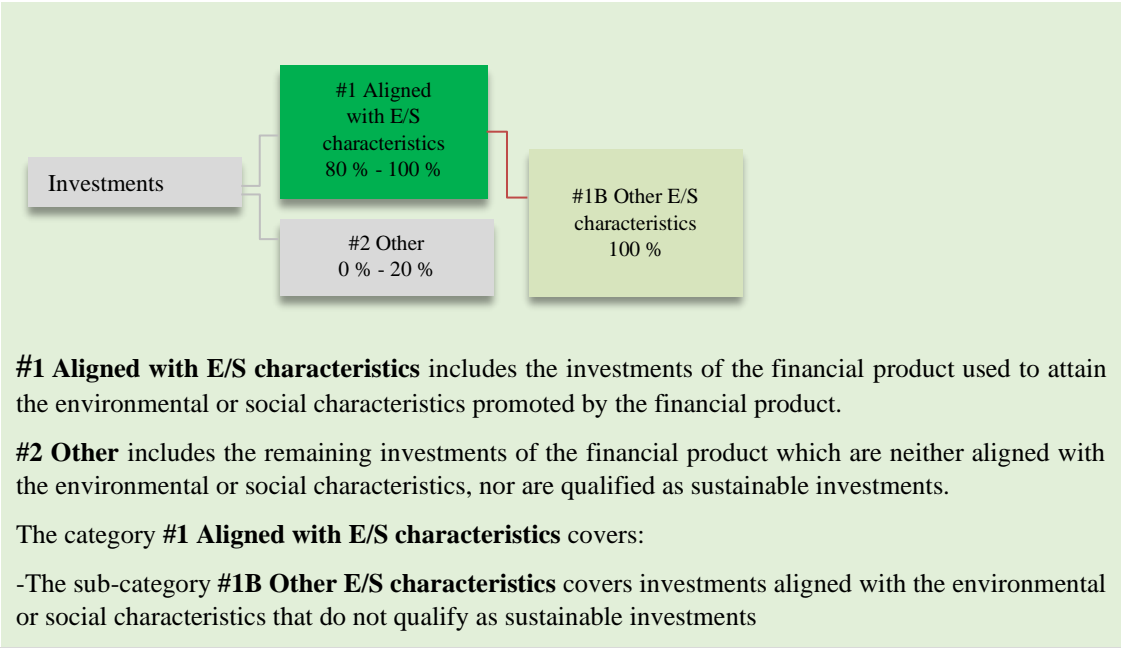 #1 Aligned
with E/S
characteristics
80 % - 100 %
Investments
#1B Other E/S
characteristics
100 %
#2 Other
0 % - 20 %
#1 Aligned with E/S characteristics includes the investments of the financial product used to attain
the environmental or social characteristics promoted by the financial product.
#2 Other includes the remaining investments of the financial product which are neither aligned with
the environmental or social characteristics, nor are qualified as sustainable investments.
The category #1 Aligned with E/S characteristics covers:
-The sub-category #1B Other E/S characteristics covers investments aligned with the environmental
or social characteristics that do not qualify as sustainable investments